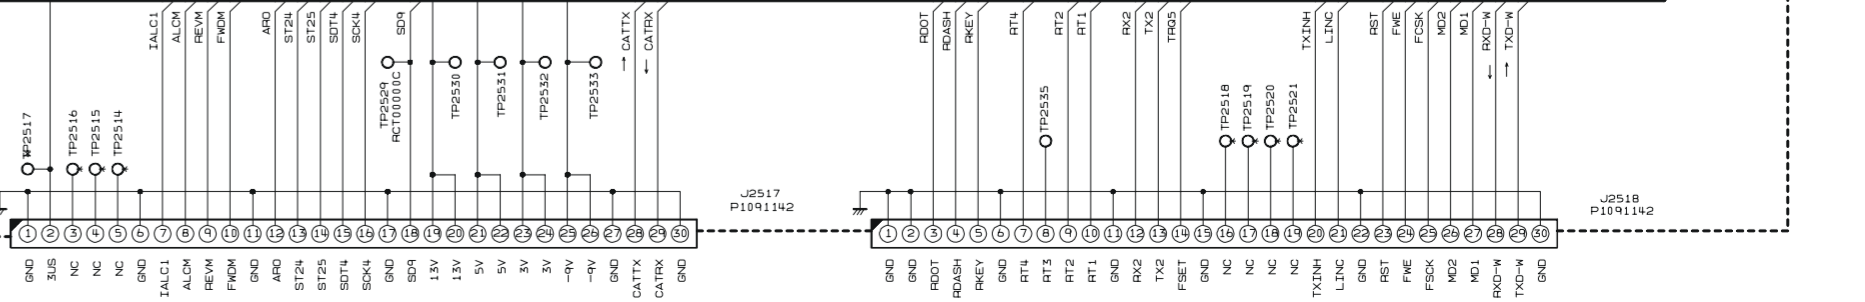 IALC1
ALCM
REVM
FWDM
ARO
ST24
ST25
SDT4
SCK4
SD9
CATTX
CATRX
RDOT
RDASH
RKEY
RT4
RT2
RT1
RX2
TX2
TRQ5
TXINH
LINC
RST
FWE
FCSK
MD2
MD1
RXD-W
TXD-W
TP2529
RCT00000C
TP2530
TP2531
TP2532
TP2533
TP2517
TP2516
TP2515
TP2514
TP2535
TP2518
TP2519
TP2520
TP2521
J2517
P1091142
J2518
P1091142
1 2 3 4 5 6 7 8 9 10 11 12 13 14 15 16 17 18 19 20 21 22 23 24 25 26 27 28 29 30
1 2 3 4 5 6 7 8 9 10 11 12 13 14 15 16 17 18 19 20 21 22 23 24 25 26 27 28 29 30
GND
3US
NC
NC
NC
GND
IALC1
ALCM
REVM
FWDM
GND
ARO
ST24
ST25
SDT4
SCK4
GND
SD9
13V
13V
5V
5V
3V
3V
-9V
-9V
GND
CATTX
CATRX
GND
GND
GND
RDOT
RDASH
RKEY
GND
RT4
RT3
RT2
RT1
GND
RX2
TX2
FSET
GND
NC
NC
NC
NC
TXINH
LINC
GND
RST
FWE
FSCK
MD2
MD1
RXD-W
TXD-W
GND